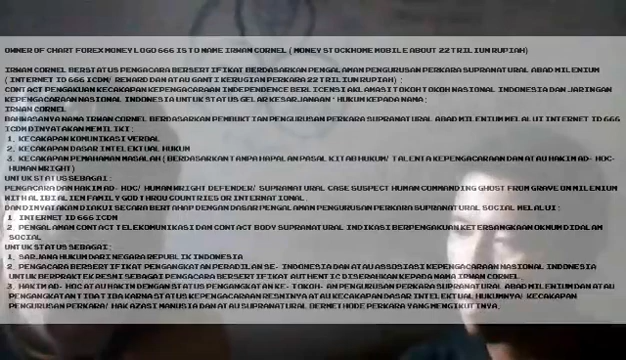 OWNER OF CHART FOREX MONEY LOGO 666 IS TO NAME IRWAN CORNEL ( MONEY STOCKHOME MOBILE ABOUT 22 TRILIUM RUPIAH)
IRWAN CORNEL BERSTATUS PENGACARA BERSERTIFIKAT BERDASARKAN PENGALAMAN PENGURUSAN PERKARA SUPRANATURAL ABAD MILENIUM
( INTERNET ID 666 ICDM/ RENARD DAN ATAU GANTI KERUGIAN PERKARA 22 TRILIUM RUPIAH) ;
CONTACT PENGAKUAN KECAKAPAN KEPENGACARAAN INDEPENDENCE BERLICENSI AKLAMASI TOKOH TOKOH NASIONAL INDONESIA DAN JARINGAN
KEPENGACARAAN NASIONAL INDONESIA UNTUK STATUS GELAR KESARJANAAN " HUKUM KEPADA NAMA;
IRWAN CORNEL
BAHWASANYA NAMA IRWAN CORNEL BERDASARKAN PEMBUKTIAN PENGURUSAN PERKARA SUPRANATURAL ABAD MILENIUM MELALUI INTERNET ID 666
ICDM DINYATAKAN MEMILIKI :
1. KECAKAPAN KOMUNIKASI VERBAL
2. KECAKAPAN DASAR INTELEKTUAL HUKUM
3. KECAKAPAN PEMAHAMAN MASALAH ( BERDASARKAN TANPA HAPALAN PASAL KITAB HUKUM/ TALENTA KEPENGACARAAN DAN ATAU HAKIM AD- HOC-
HUMAN WRIGHT)
UNTUK STATUS SEBAGAI :
PENGACARA DAN HAKIM AD- HOC/ HUMAN WRIGHT DEFENDER/ SUPRANATURAL CASE SUSPECT HUMAN COMMANDING GHOST FROM GRAVE ON MILENIUM
WITH ALIBI ALIEN FAMILY GOD THROU COUNTRIES OR INTERNATIONAL.
DAN DINYATAKAN DIAKUI SECARA BERTAHAP DENGAN DASAR PENGALAMAN PENGURUSAN PERKARA SUPRANATURAL SOCIAL MELALUI :
1. INTERNET ID 666 ICDM
2. PENGALAMAN CONTACT TELEKOMUNIKASI DAN CONTACT BODY SUPRANATURAL INDIKASI BERPENGAKUAN KETERSANGKAAN OKNUM DIDALAM
SOCIAL
UNTUK STATUS SEBAGAI :
1. SARJANA HUKUM DARI NEGARA REPUBLIK INDONESIA
2. PENGACARA BERSERTIFIKAT PENGANGKATAN PERADILAN SE- INDONESIA DAN ATAU ASSOSIASI KEPENGACARAAN NASIONAL INDONESIA
UNTUK BERPRAKTEK RESMI SEBAGAI PENGACARA BERSERTIFIKAT AUTHENTIC DISERAHKAN KEPADA NAMA IRWAN CORNEL
3. HAKIM AD- HOC ATAU HAKIM DENGAN STATUS PENGANGKATAN KE- TOKOH- AN PENGURUSAN PERKARA SUPRANATURAL ABAD MILENIUM DAN ATAU
PENGANGKATAN TIDA TIDA KARNA STATUS KEPENGACARAAN RESMINYA ATAU KECAKAPAN DASAR INTELEKTUAL HUKUMNYA/ KECAKAPAN
PENGURUSAN PERKARA/ HAK AZASI MANUSIA DAN ATAU SUPRANATURAL BERMETHODE PERKARA YANG MENGIKUTINYA.